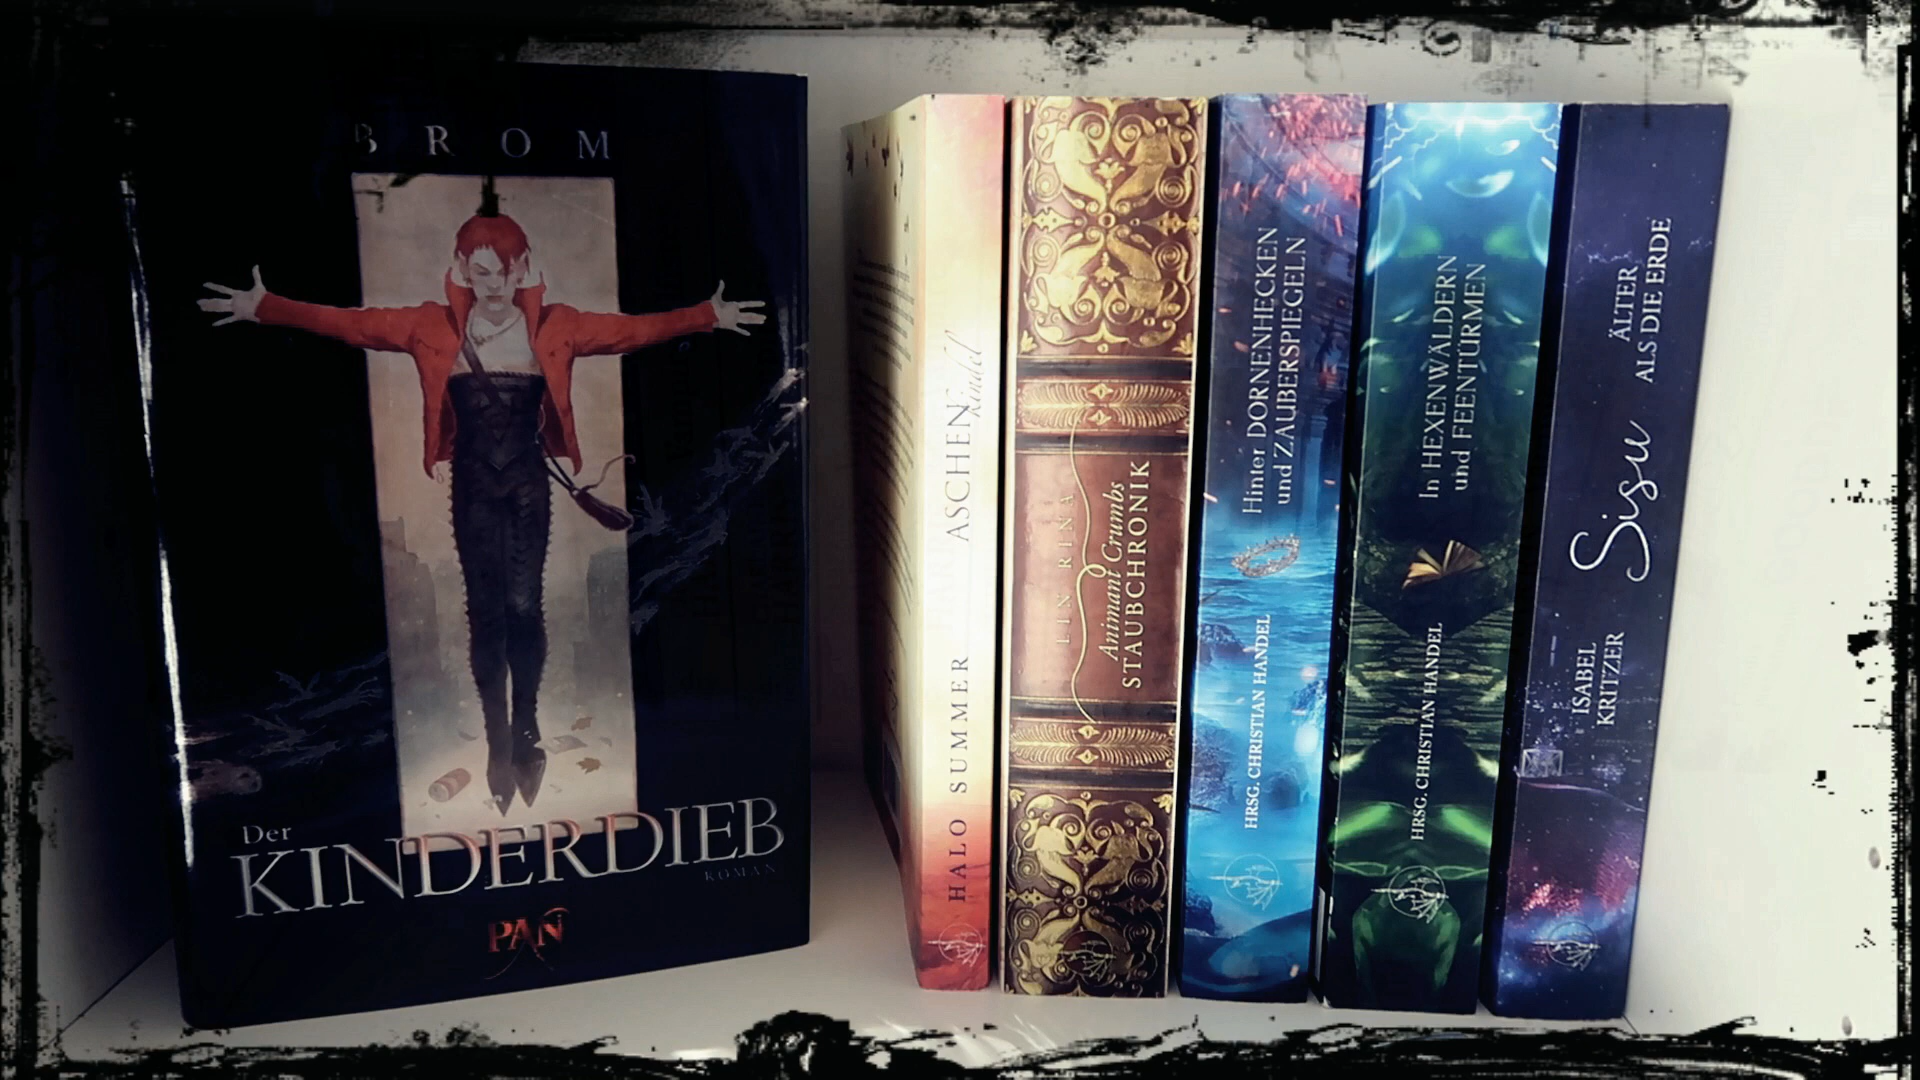 BROM
Der
KINDERDIEB
ROMAN
PAN
HALO SUMMER ASCHENkindel
LIN RINA
Animant Crumbs
STAUBCHRONIK
HRSG. CHRISTIAN HANDEL
Hinter DORNENHECKEN
und ZAUBERSPIEGELN
HRSG. CHRISTIAN HANDEL
In HEXENWÄLDERN
und FEENTÜRMEN
ISABEL
KRITZER
Sisu
ÄLTER
ALS DIE ERDE